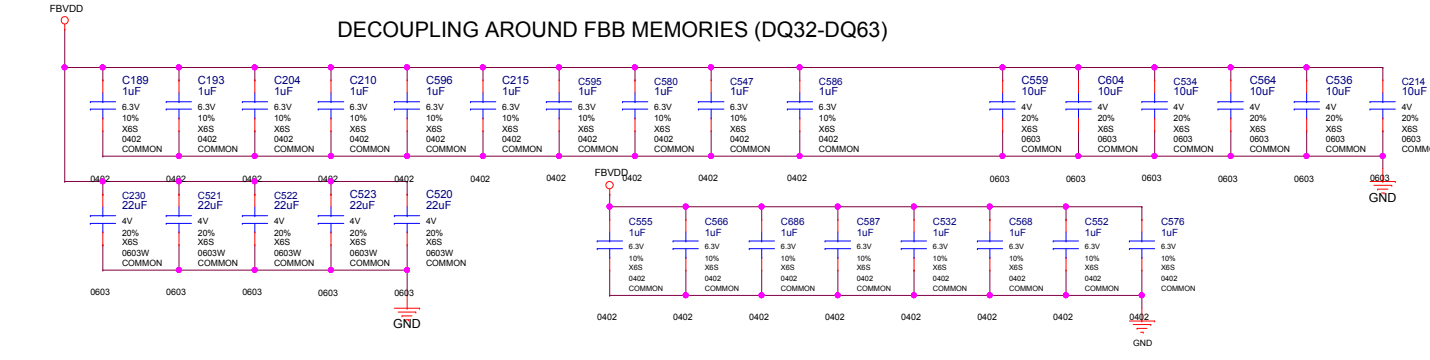 FBVDD
DECOUPLING AROUND FBB MEMORIES (DQ32-DQ63)
C189 C193 C204 C210 C596 C215 C595 C580 C547 C586 C559 C604 C534 C564 C536 C214
1uF 1uF 1uF 1uF 1uF 1uF 1uF 1uF 1uF 1uF 10uF 10uF 10uF 10uF 10uF 10uF
6.3V 6.3V 6.3V 6.3V 6.3V 6.3V 6.3V 6.3V 6.3V 6.3V 4V 4V 4V 4V 4V 4V
10% 10% 10% 10% 10% 10% 10% 10% 10% 10% 20% 20% 20% 20% 20% 20%
X6S X6S X6S X6S X6S X6S X6S X6S X6S X6S X6S X6S X6S X6S X6S X6S
0402 0402 0402 0402 0402 0402 0402 0402 0402 0402 0603 0603 0603 0603 0603 0603
COMMON COMMON COMMON COMMON COMMON COMMON COMMON COMMON COMMON COMMON COMMON COMMON COMMON COMMON COMMON COMM
0402 0402 0402 0402 0402 0402 0402 0402 0402 0402 0603 0603 0603 0603 0603 0603
GND
C230 C521 C522 C523 C520
22uF 22uF 22uF 22uF 22uF
4V 4V 4V 4V 4V
20% 20% 20% 20% 20%
X6S X6S X6S X6S X6S
0603W 0603W 0603W 0603W 0603W
COMMON COMMON COMMON COMMON COMMON
0603 0603 0603 0603 0603
GND
FBVDD
C555 C566 C686 C587 C532 C568 C552 C576
1uF 1uF 1uF 1uF 1uF 1uF 1uF 1uF
6.3V 6.3V 6.3V 6.3V 6.3V 6.3V 6.3V 6.3V
10% 10% 10% 10% 10% 10% 10% 10%
X6S X6S X6S X6S X6S X6S X6S X6S
0402 0402 0402 0402 0402 0402 0402 0402
COMMON COMMON COMMON COMMON COMMON COMMON COMMON COMMON
0402 0402 0402 0402 0402 0402 0402 0402
GND